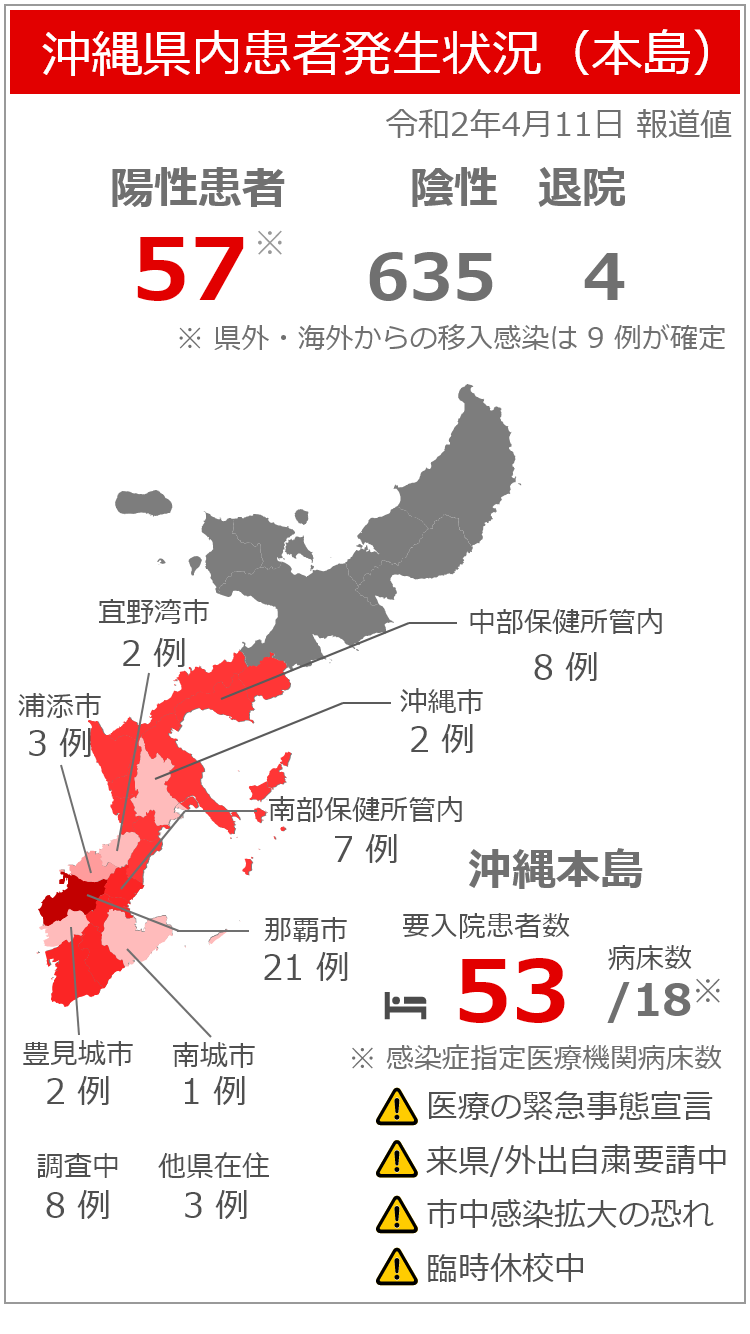 沖縄県内患者発生状況（本島）
令和2年4月11日 報道値
陽性患者 陰性 退院
57※ 635 4
※ 県外・海外からの移入感染は 9 例が確定
宜野湾市
2 例
中部保健所管内
8 例
浦添市
3 例
沖縄市
2 例
南部保健所管内
7 例
那覇市
21 例
豊見城市
2 例
南城市
1 例
調査中
8 例
他県在住
3 例
沖縄本島
要入院患者数
53
病床数
/18※
※ 感染症指定医療機関病床数
医療の緊急事態宣言
来県/外出自粛要請中
市中感染拡大の恐れ
臨時休校中